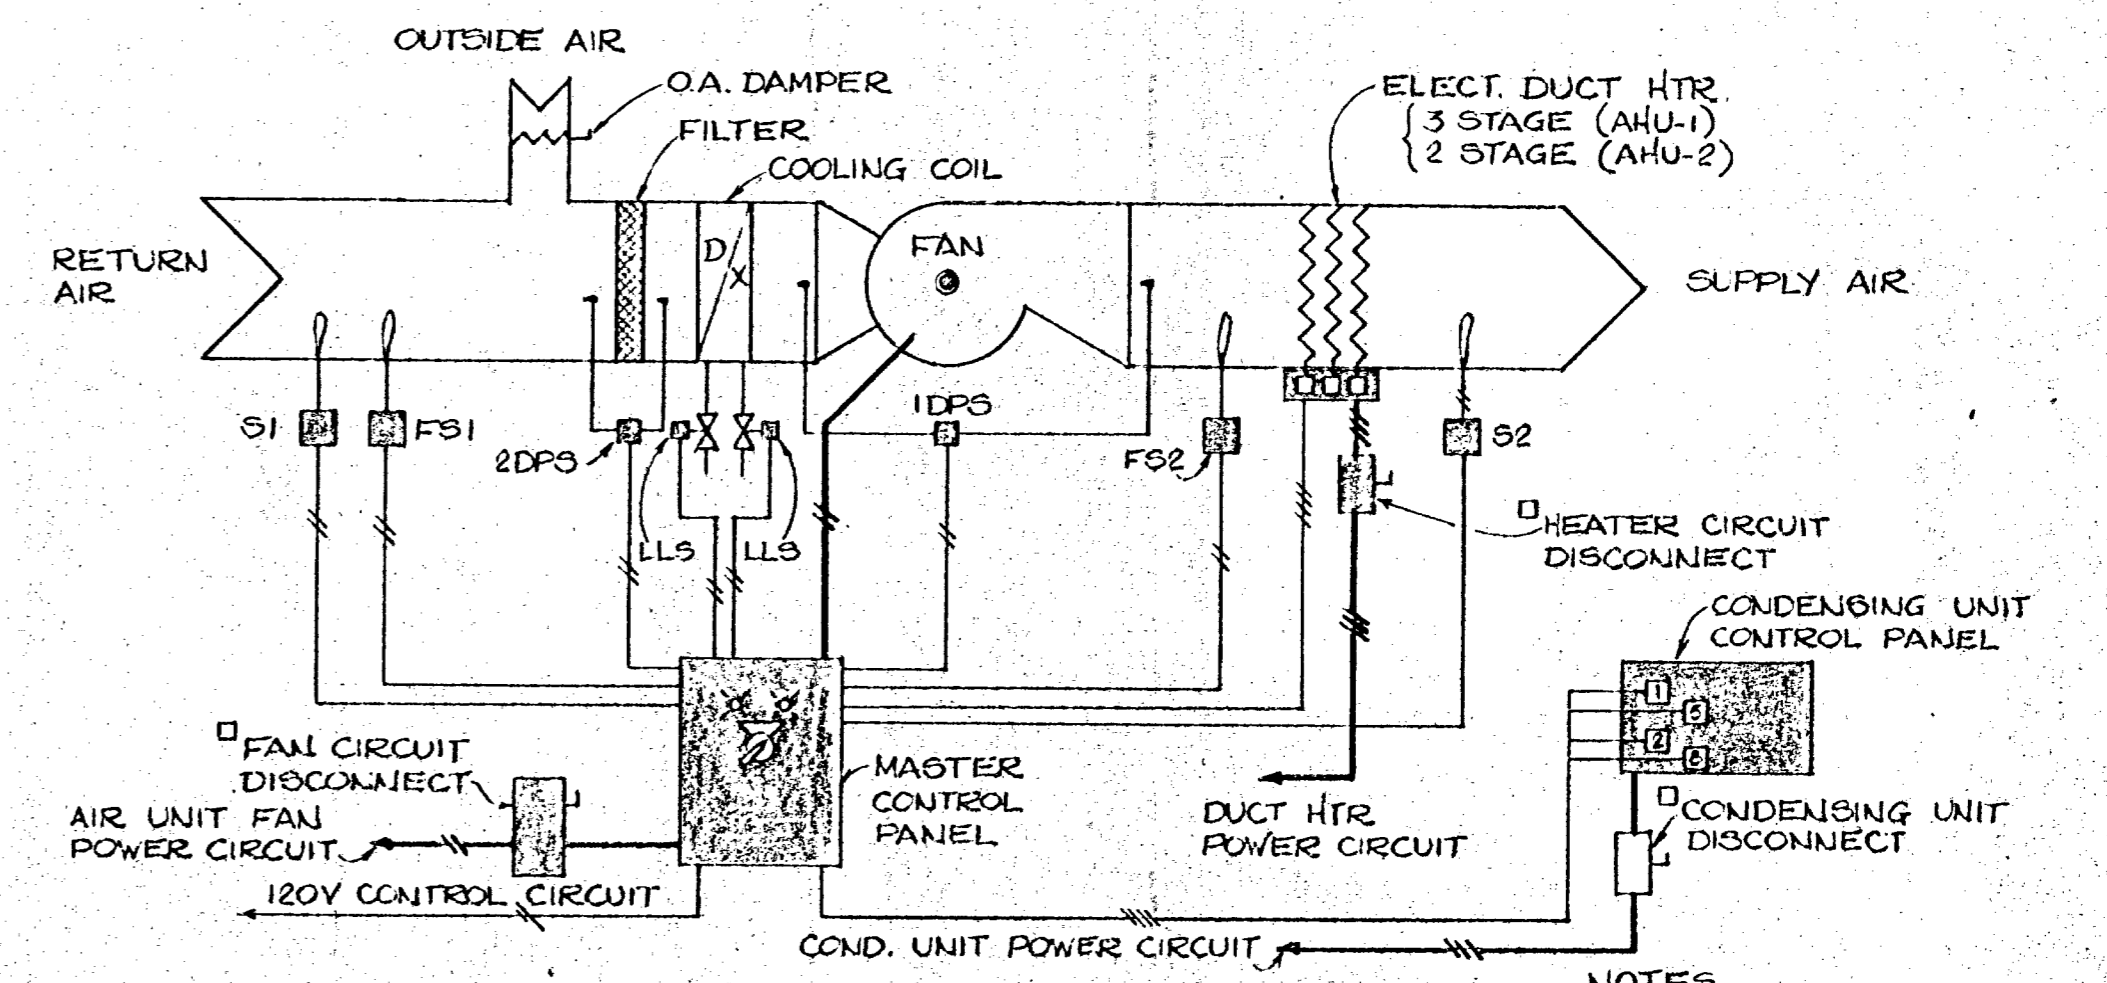 OUTSIDE AIR
O.A. DAMPER
FILTER
COOLING COIL
ELECT. DUCT HTR.
3 STAGE (AHU-1)
2 STAGE (AHU-2)
RETURN
AIR
D/X
FAN
SUPPLY AIR
S1
FS1
2DPS
LLS
LLS
1DPS
FS2
S2
HEATER CIRCUIT
DISCONNECT
CONDENSING UNIT
CONTROL PANEL
1
3
2
FAN CIRCUIT
DISCONNECT
AIR UNIT FAN
POWER CIRCUIT
MASTER
CONTROL
PANEL
DUCT HTR
POWER CIRCUIT
CONDENSING UNIT
DISCONNECT
120V CONTROL CIRCUIT
COND. UNIT POWER CIRCUIT
NOTES